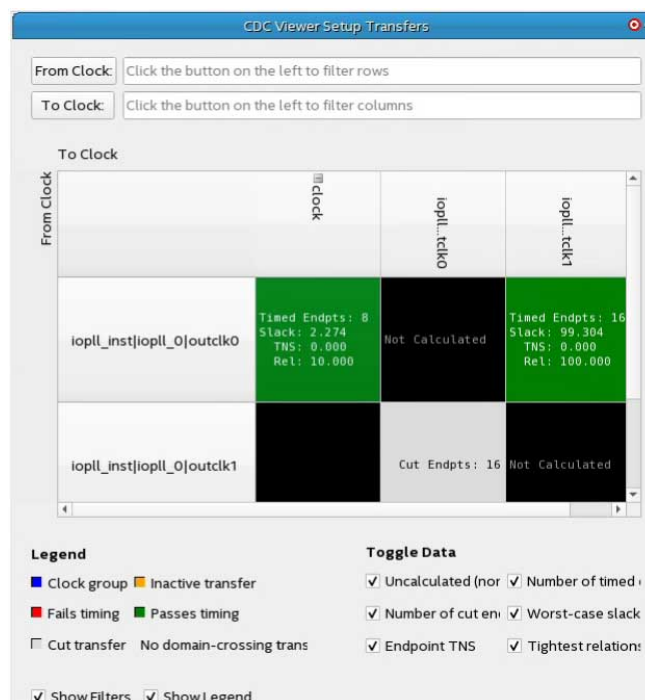 CDC Viewer Setup Transfers
From Clock: Click the button on the left to filter rows
To Clock: Click the button on the left to filter columns
To Clock
From Clock
clock
iopll...tclk0
iopll...tclk1
iopll_inst|iopll_0|outclk0
Timed Endpts: 8
Slack: 2.274
TNS: 0.000
Rel: 10.000
Not Calculated
Timed Endpts: 16
Slack: 99.304
TNS: 0.000
Rel: 100.000
iopll_inst|iopll_0|outclk1
Cut Endpts: 16
Not Calculated
Legend
Clock group Inactive transfer
Fails timing Passes timing
Cut transfer No domain-crossing trans
Toggle Data
Uncalculated (nor Number of timed
Number of cut en Worst-case slack
Endpoint TNS Tightest relations
Show Filters Show Legend